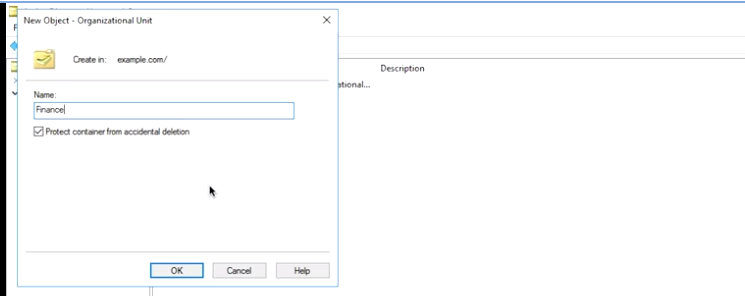 New Object - Organizational Unit
Create in: example.com/
Description
ational...
Name:
Finance
Protect container from accidental deletion
OK
Cancel
Help